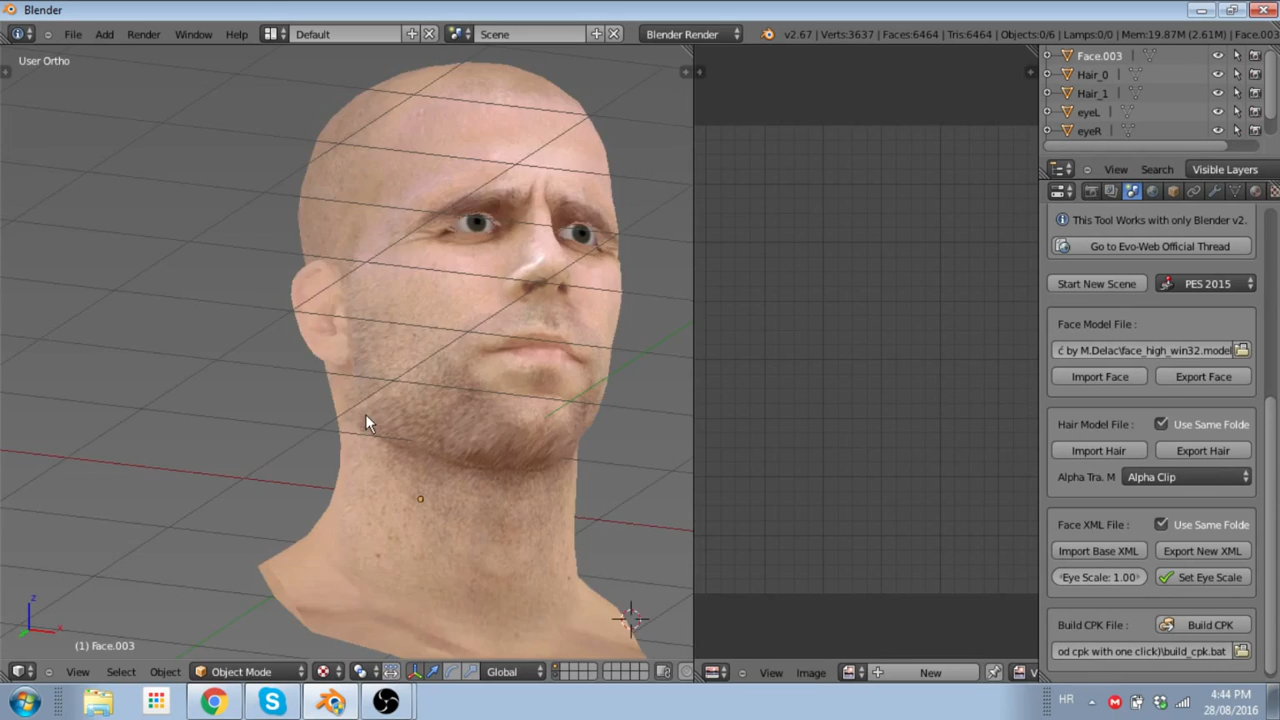 Blender
File Add Render Window Help Default Scene Blender Render v2.67 | Verts:3637 | Faces:6464 | Tris:6464 | Objects:0/6 | Lamps:0/0 | Mem:19.87M (2.61M) | Face.003
User Ortho
Face.003
Hair_0
Hair_1
eyeL
eyeR
View Search Visible Layers
This Tool Works with only Blender v2.
Go to Evo-Web Official Thread
Start New Scene PES 2015
Face Model File :
ć by M.Delac\face_high_win32.model
Import Face Export Face
Hair Model File : Use Same Folde
Import Hair Export Hair
Alpha Tra. M Alpha Clip
Face XML File : Use Same Folde
Import Base XML Export New XML
Eye Scale: 1.00 Set Eye Scale
Build CPK File : Build CPK
od cpk with one click)\build_cpk.bat
z
x
(1) Face.003
View Select Object Object Mode Global View Image New V
HR 4:44 PM
28/08/2016